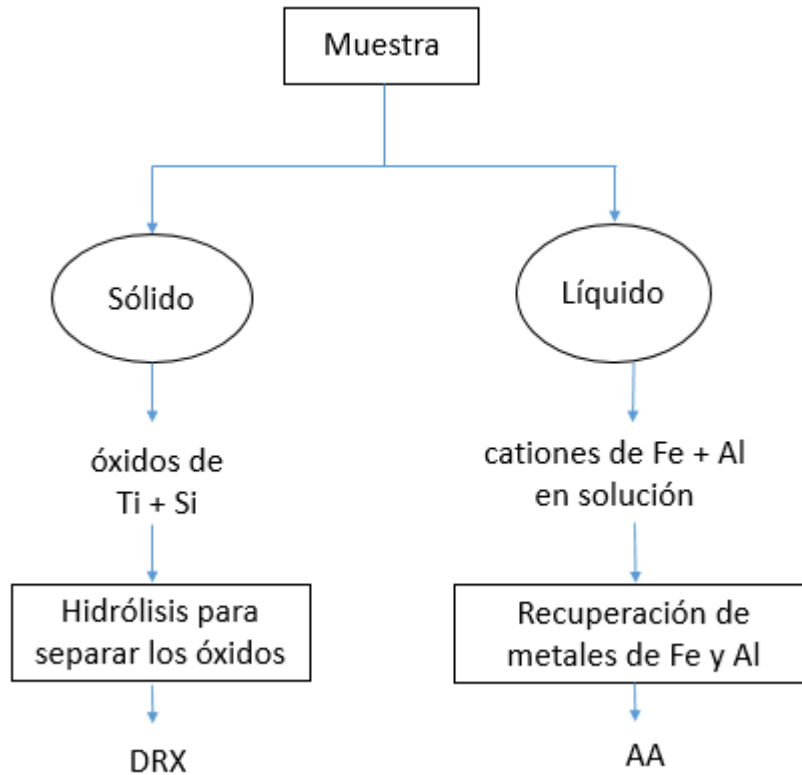 Muestra
Sólido
Líquido
óxidos de
Ti + Si
cationes de Fe + Al
en solución
Hidrólisis para
separar los óxidos
Recuperación de
metales de Fe y Al
DRX
AA